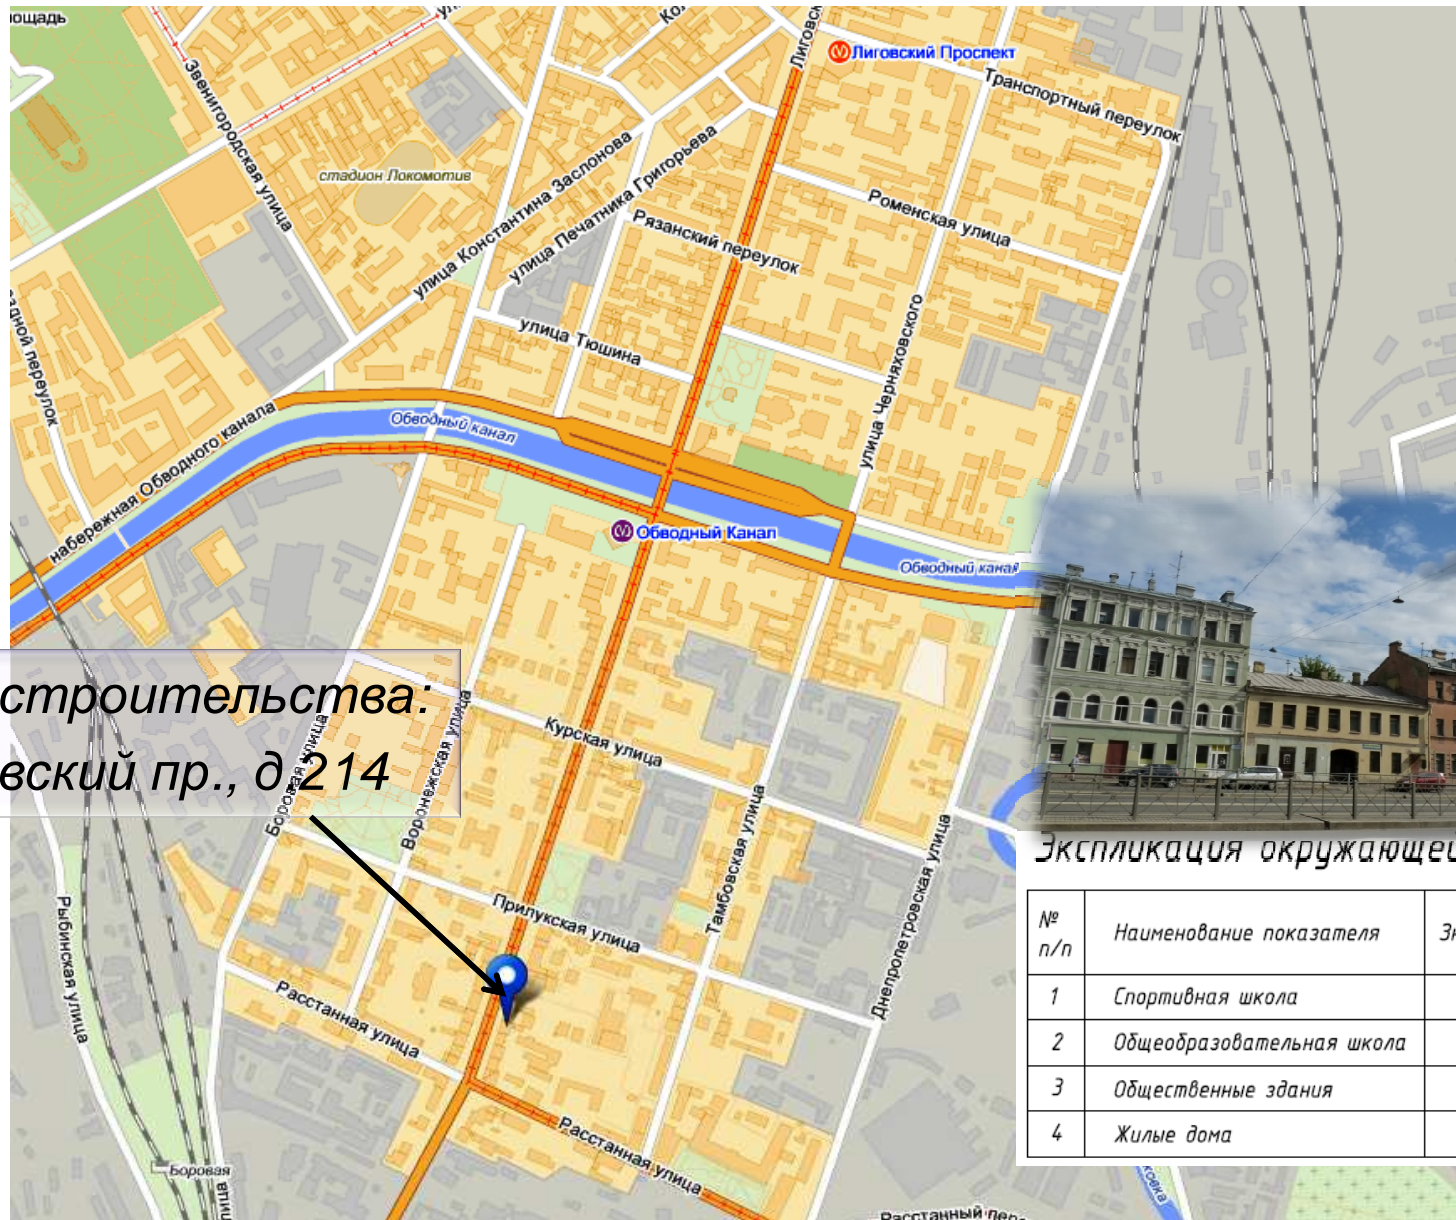 ощадь
Звенигородская улица
стадион Локомотив
улица Константина Заслонова
улица Печатника Григорьева
Лиговский Проспект
Транспортный переулок
Роменская улица
Рязанский переулок
улица Тюшина
улица Черняховского
набережная Обводного канала
Обводный канал
Обводный Канал
Обводный канал
строительства:
вский пр., д 214
Боровая улица
Воронежская улица
Курская улица
Тамбовская улица
Днепропетровская улица
Прилукская улица
Рыбинская улица
Расстанная улица
Расстанная улица
Боровая
Экспликация окружающей
№ п/п Наименование показателя
1 Спортивная школа
2 Общеобразовательная школа
3 Общественные здания
4 Жилые дома